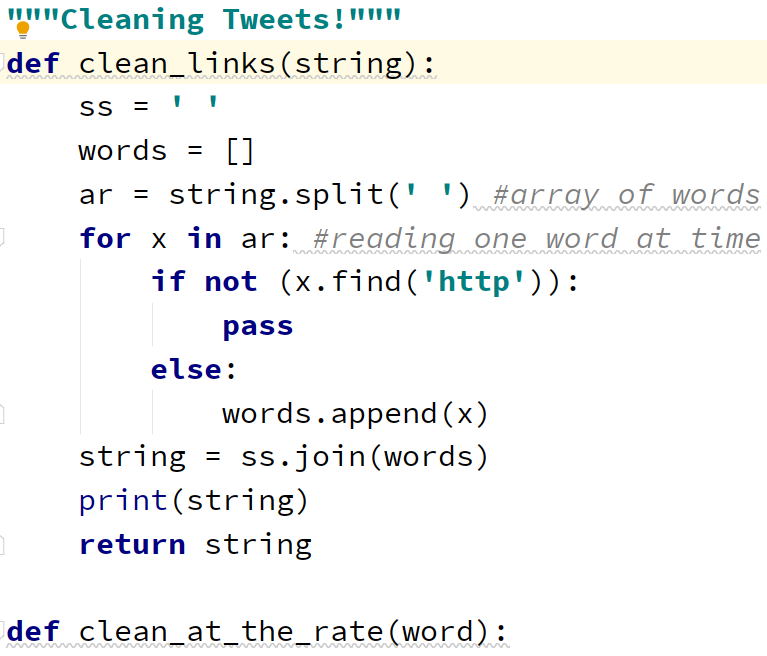 """Cleaning Tweets!"""
def clean_links(string):
    ss = ' '
    words = []
    ar = string.split(' ') #array of words
    for x in ar: #reading one word at time
        if not (x.find('http')):
            pass
        else:
            words.append(x)
    string = ss.join(words)
    print(string)
    return string
def clean_at_the_rate(word):